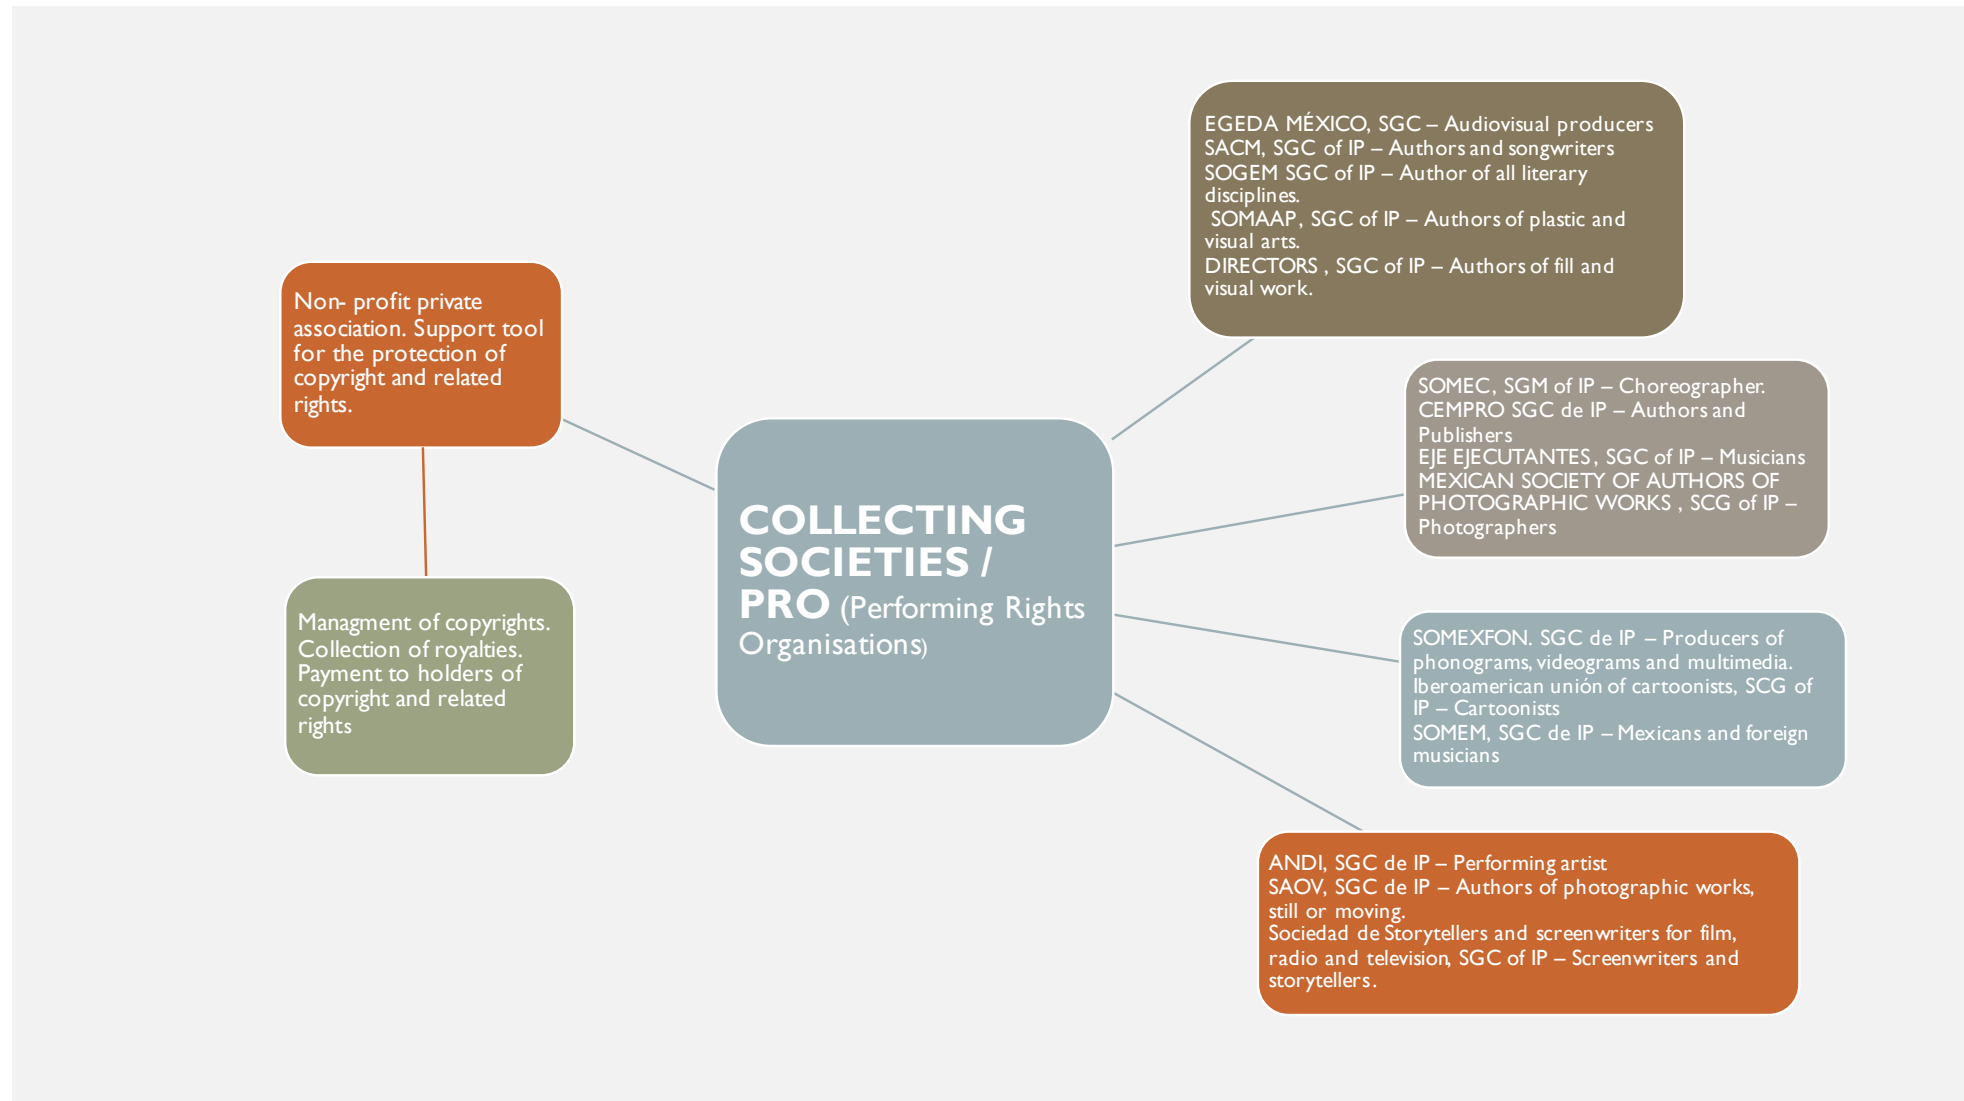 Non- profit private
association. Support tool
for the protection of
copyright and related
rights.
Managment of copyrights.
Collection of royalties.
Payment to holders of
copyright and related
rights
COLLECTING
SOCIETIES /
PRO (Performing Rights
Organisations)
EGEDA MÉXICO, SGC – Audiovisual producers
SACM, SGC of IP – Authors and songwriters
SOGEM SGC of IP – Author of all literary
disciplines.
SOMAAP, SGC of IP – Authors of plastic and
visual arts.
DIRECTORS , SGC of IP – Authors of fill and
visual work.
SOMEC, SGM of IP – Choreographer.
CEMPRO SGC de IP – Authors and
Publishers
EJE EJECUTANTES , SGC of IP – Musicians
MEXICAN SOCIETY OF AUTHORS OF
PHOTOGRAPHIC WORKS , SCG of IP –
Photographers
SOMEXFON. SGC de IP – Producers of
phonograms, videograms and multimedia.
Iberoamerican unión of cartoonists, SCG of
IP – Cartoonists
SOMEM, SGC de IP – Mexicans and foreign
musicians
ANDI, SGC de IP – Performing artist
SAOV, SGC de IP – Authors of photographic works,
still or moving.
Sociedad de Storytellers and screenwriters for film,
radio and television, SGC of IP – Screenwriters and
storytellers.